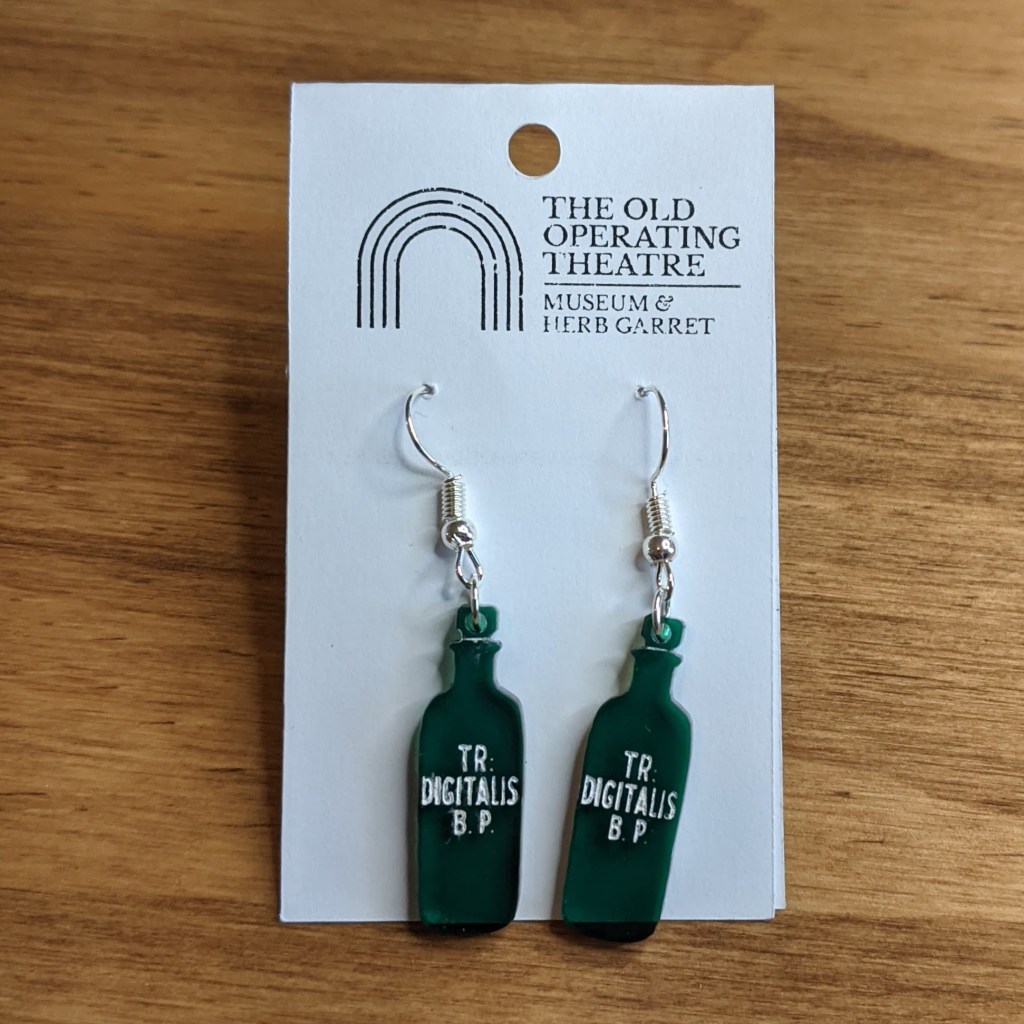 THE OLD
OPERATING
THEATRE
MUSEUM &
HERB GARRET
TR:
DIGITALIS
B. P.
TR:
DIGITALIS
B. P.